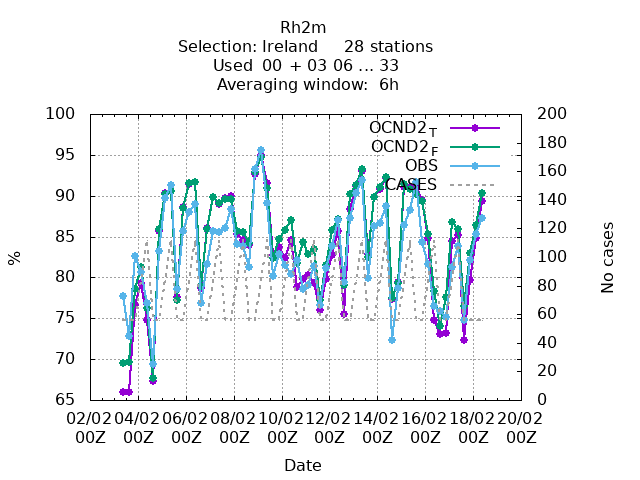 Rh2m
Selection: Ireland 28 stations
Used 00 + 03 06 ... 33
Averaging window: 6h
100
95
90
85
80
75
70
65
%
200
180
160
140
120
100
80
60
40
20
0
No cases
OCND2T
OCND2F
OBS
CASES
02/02 04/02 06/02 08/02 10/02 12/02 14/02 16/02 18/02 20/02
00Z 00Z 00Z 00Z 00Z 00Z 00Z 00Z 00Z 00Z
Date